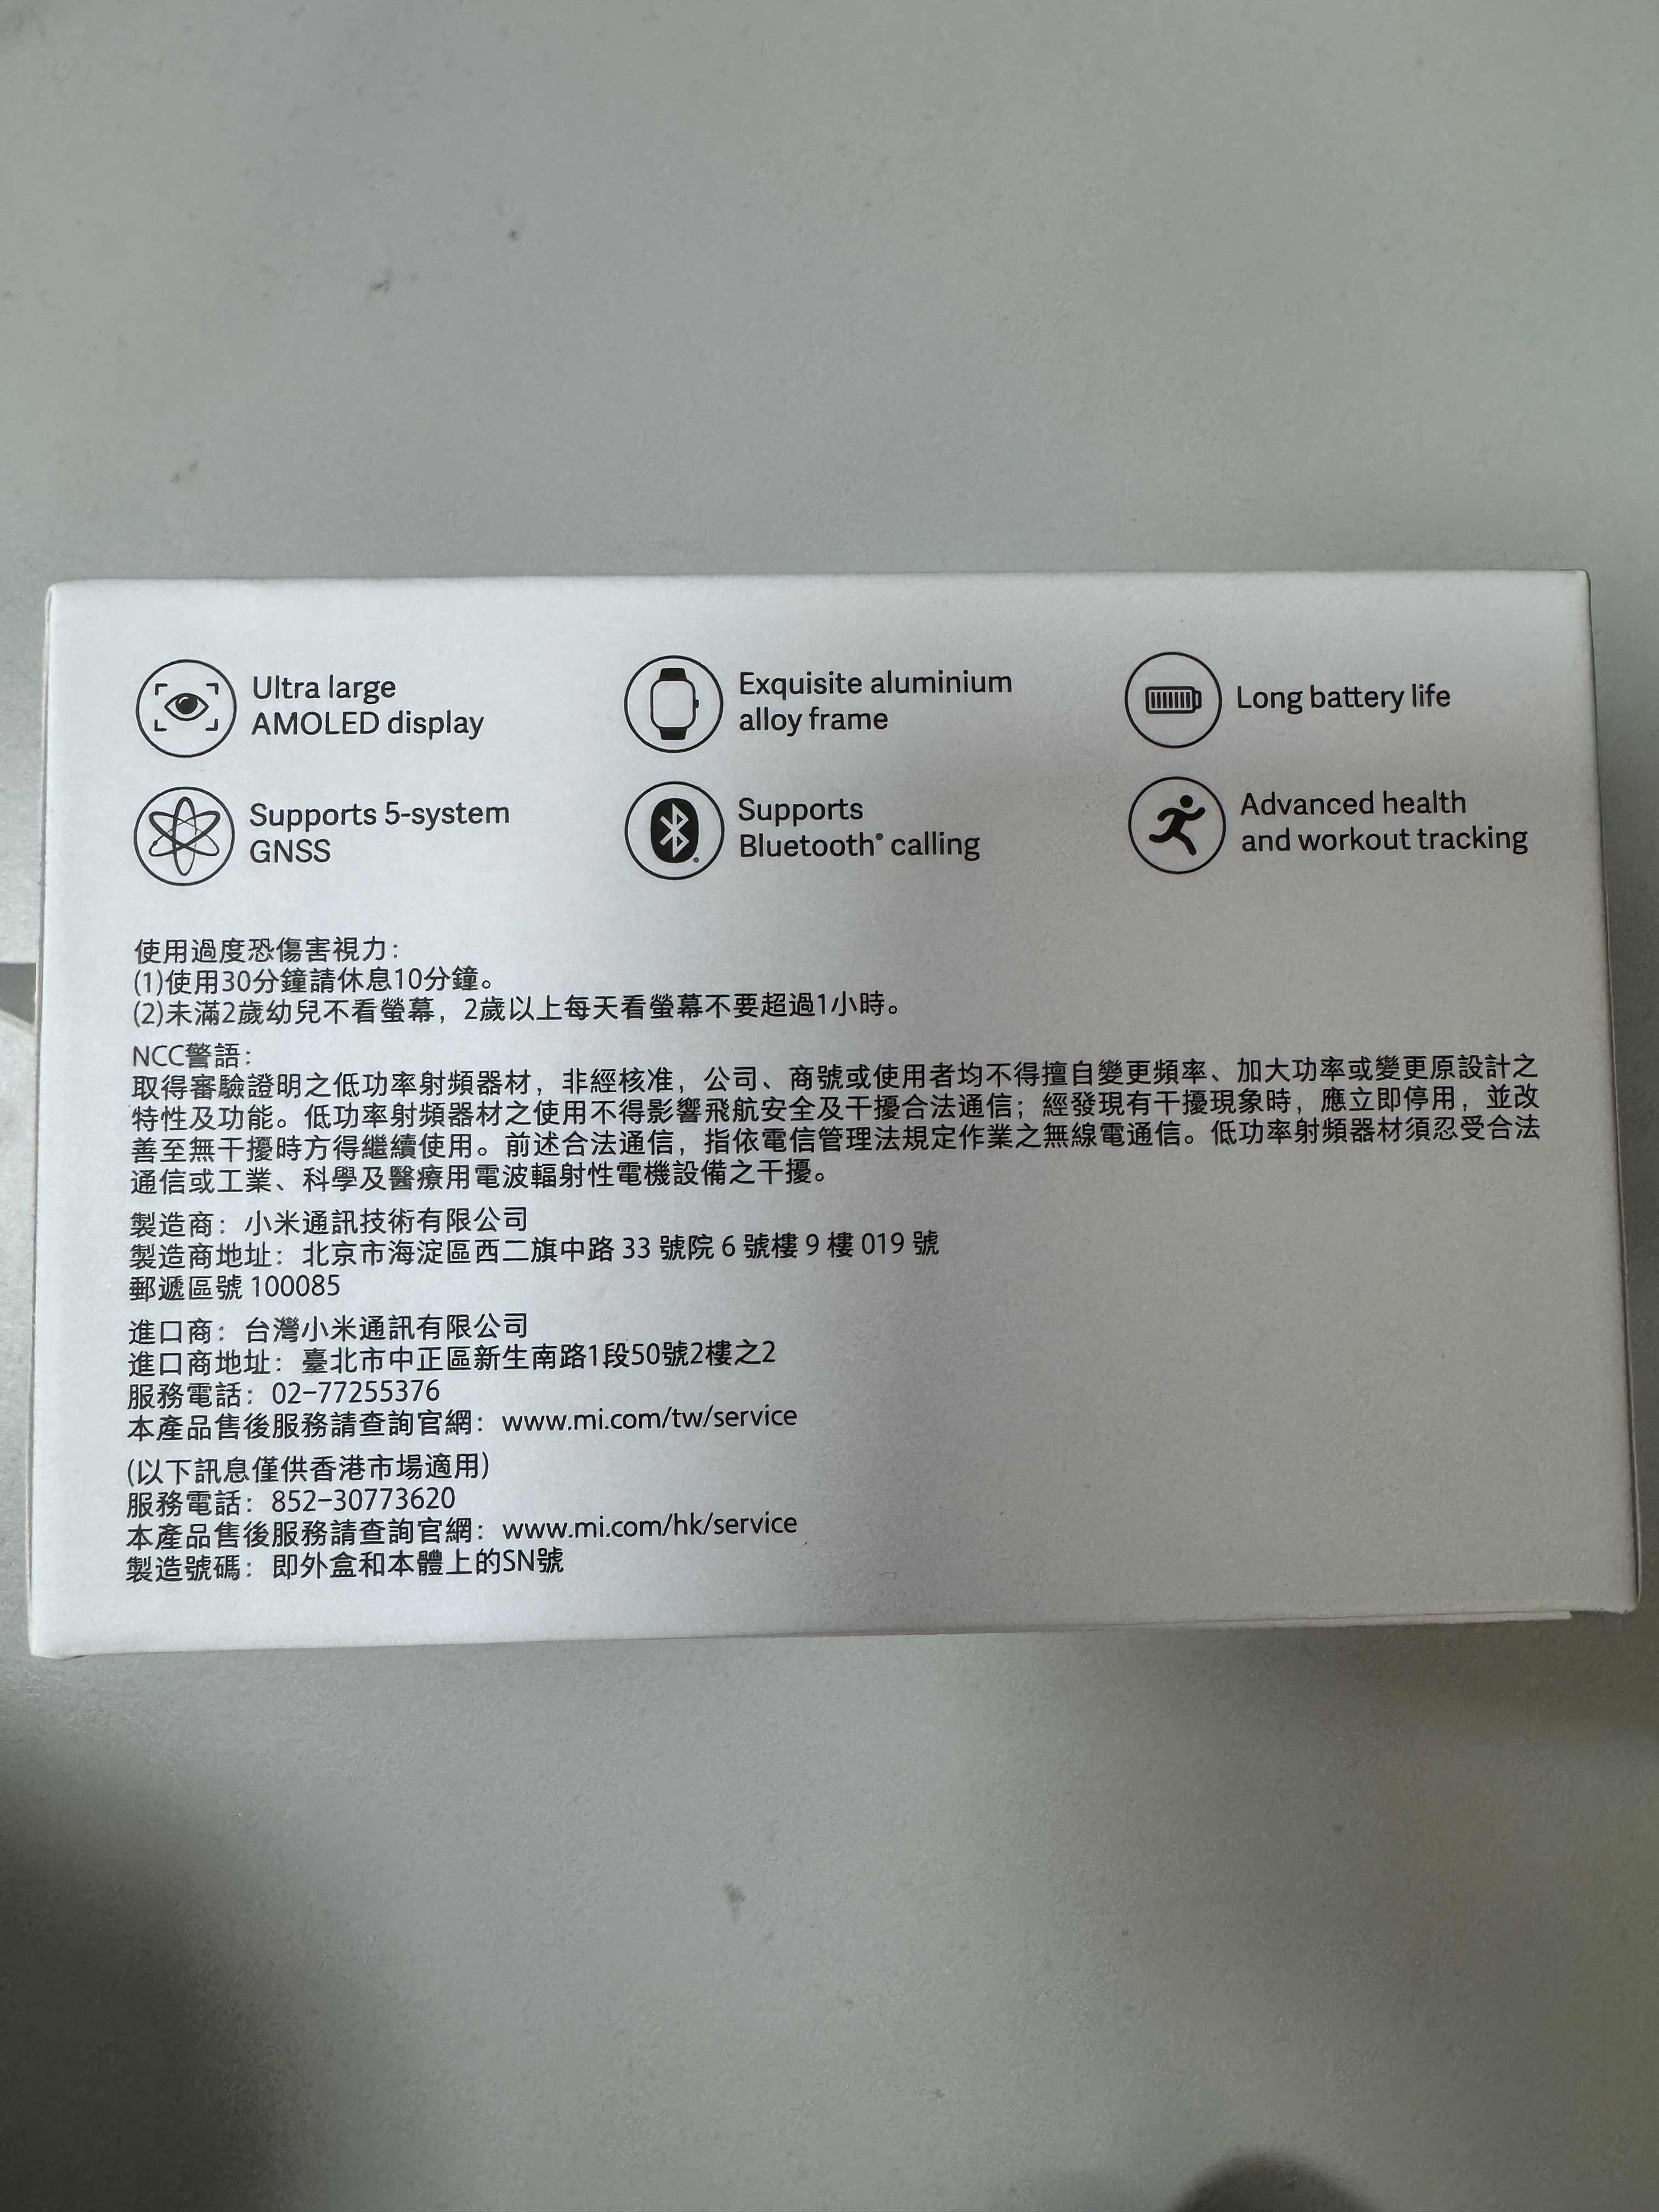 Ultra large
AMOLED display
Exquisite aluminium
alloy frame
Long battery life
Supports 5-system
GNSS
Supports
Bluetooth® calling
Advanced health
and workout tracking
使用過度恐傷害視力：
(1)使用30分鐘請休息10分鐘。
(2)未滿2歲幼兒不看螢幕，2歲以上每天看螢幕不要超過1小時。
NCC警語：
取得審驗證明之低功率射頻器材，非經核准，公司、商號或使用者均不得擅自變更頻率、加大功率或變更原設計之
特性及功能。低功率射頻器材之使用不得影響飛航安全及干擾合法通信；經發現有干擾現象時，應立即停用，並改
善至無干擾時方得繼續使用。前述合法通信，指依電信管理法規定作業之無線電通信。低功率射頻器材須忍受合法
通信或工業、科學及醫療用電波輻射性電機設備之干擾。
製造商：小米通訊技術有限公司
製造商地址：北京市海淀區西二旗中路 33 號院 6 號樓 9 樓 019 號
郵遞區號 100085
進口商：台灣小米通訊有限公司
進口商地址：臺北市中正區新生南路1段50號2樓之2
服務電話：02-77255376
本產品售後服務請查詢官網：www.mi.com/tw/service
(以下訊息僅供香港市場適用)
服務電話：852-30773620
本產品售後服務請查詢官網：www.mi.com/hk/service
製造號碼：即外盒和本體上的SN號